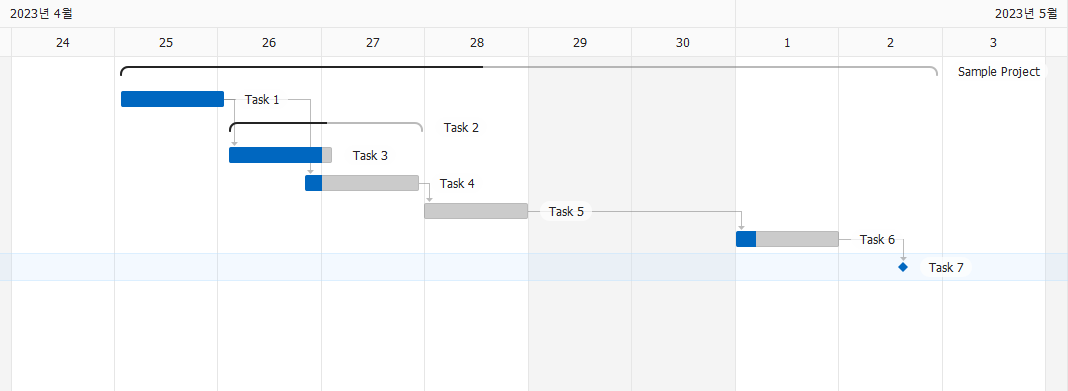 2023년 4월 2023년 5월
24 25 26 27 28 29 30 1 2 3
Sample Project
Task 1
Task 2
Task 3
Task 4
Task 5
Task 6
Task 7